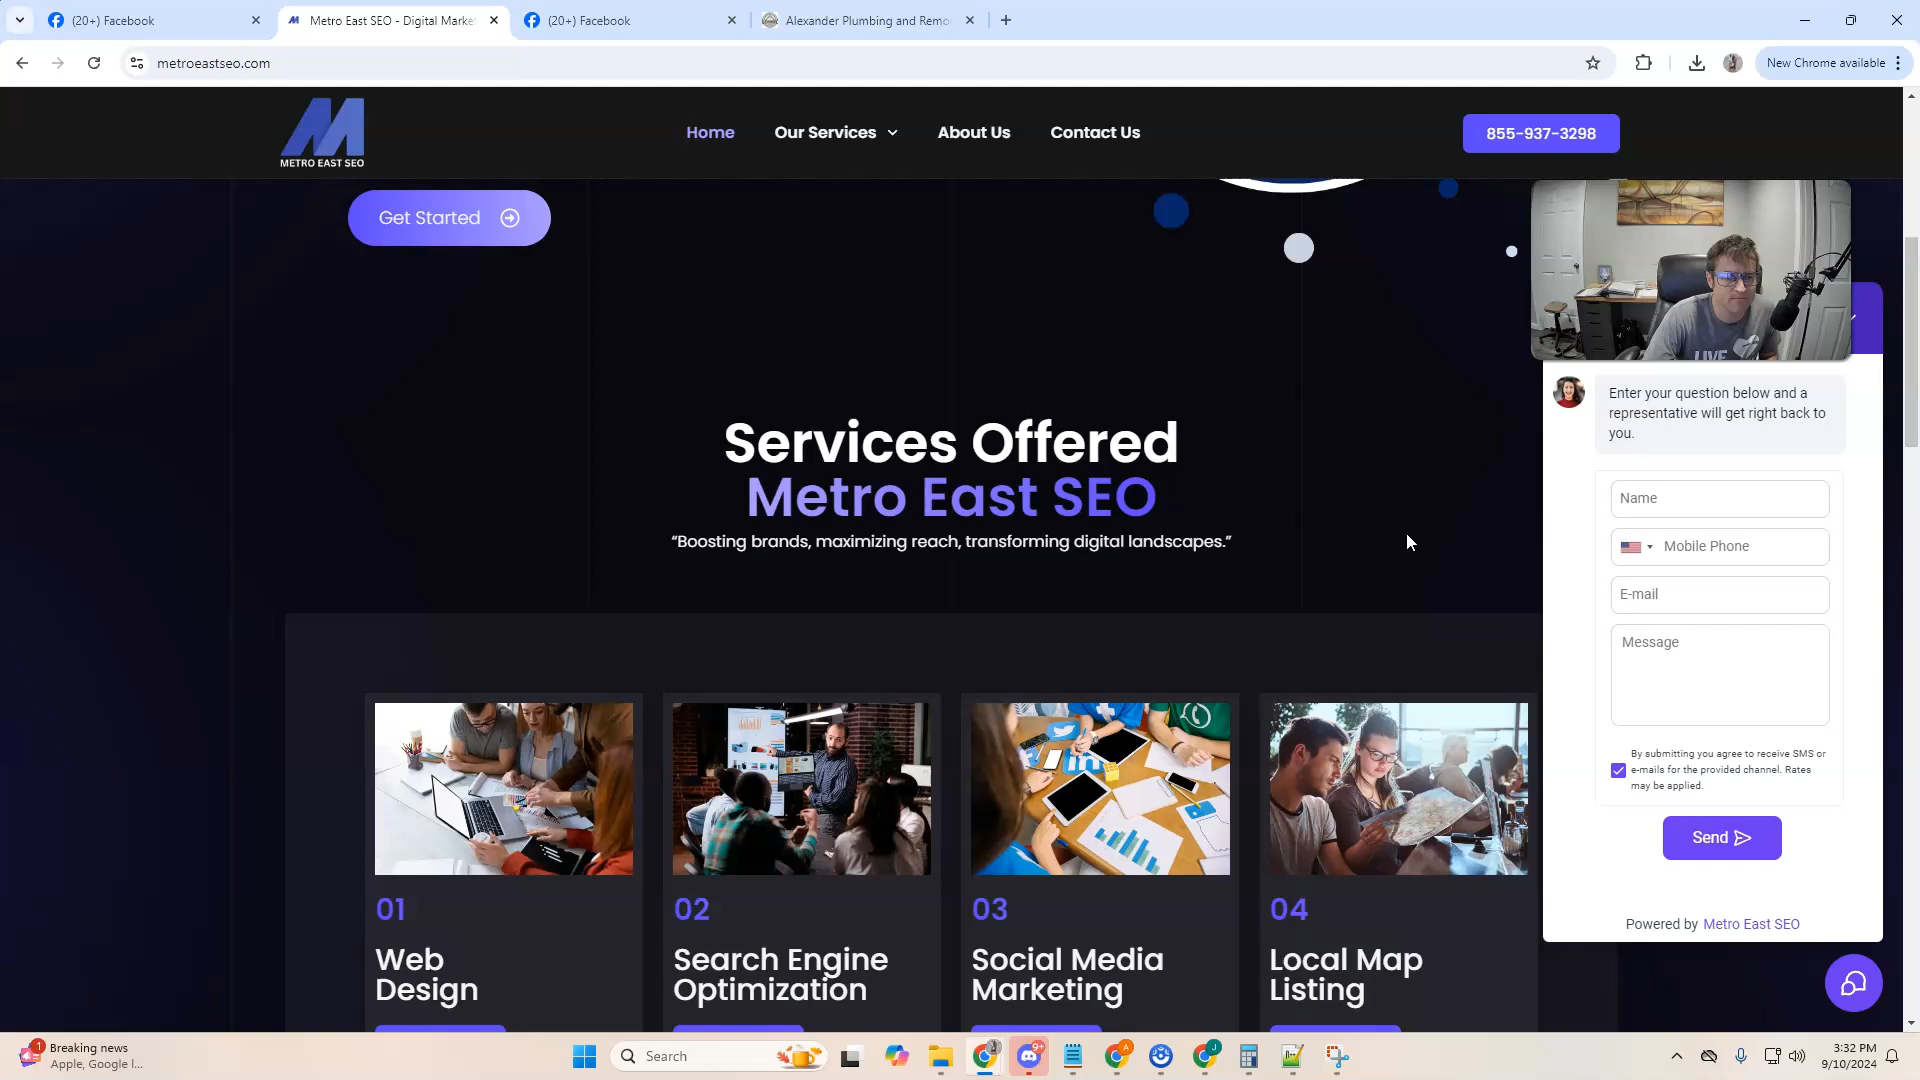 (20+) Facebook
Metro East SEO - Digital Marke
(20+) Facebook
Alexander Plumbing and Remo
metroeastseo.com
New Chrome available
METRO EAST SEO
Home
Our Services
About Us
Contact Us
855-937-3298
Get Started
LIVE
Services Offered
Metro East SEO
“Boosting brands, maximizing reach, transforming digital landscapes.”
Enter your question below and a
representative will get right back to
you.
Name
Mobile Phone
E-mail
Message
By submitting you agree to receive SMS or
e-mails for the provided channel. Rates
may be applied.
Send
Powered by Metro East SEO
01
Web
Design
02
Search Engine
Optimization
03
Social Media
Marketing
04
Local Map
Listing
1
Breaking news
Apple, Google l...
Search
9+
A
J
3:32 PM
9/10/2024